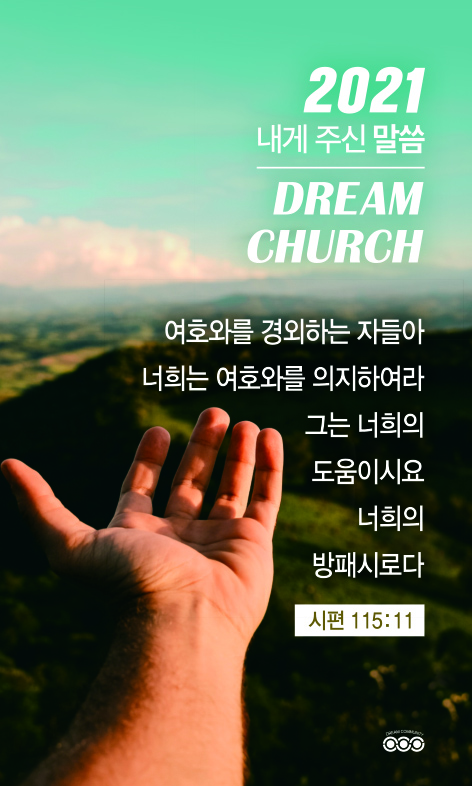 2021
내게 주신 말씀
DREAM
CHURCH
여호와를 경외하는 자들아
너희는 여호와를 의지하여라
그는 너희의
도움이시요
너희의
방패시로다
시편 115:11
DREAM COMMUNITY